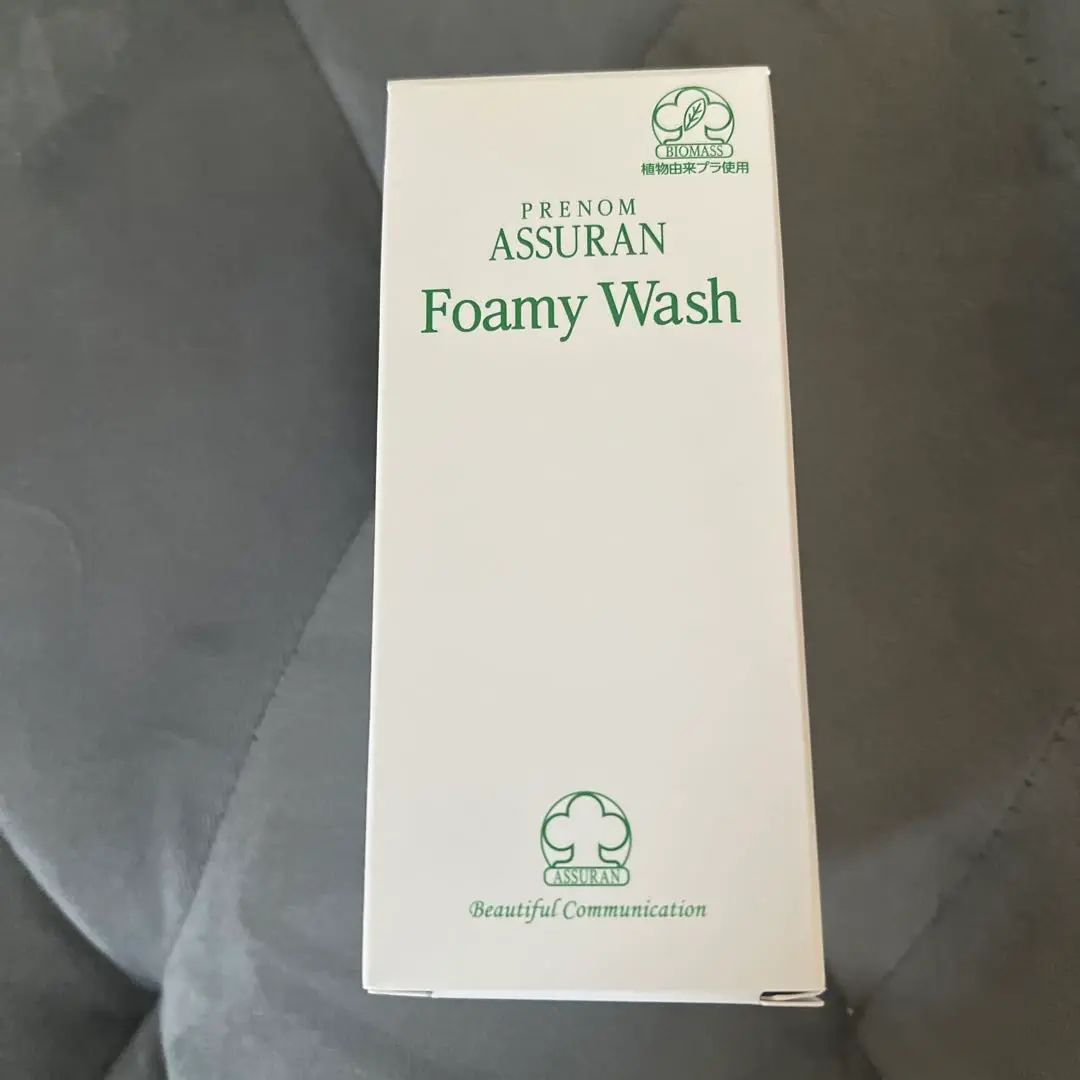 BIOMASS
植物由来プラ使用
PRENOM
ASSURAN
Foamy Wash
ASSURAN
Beautiful Communication